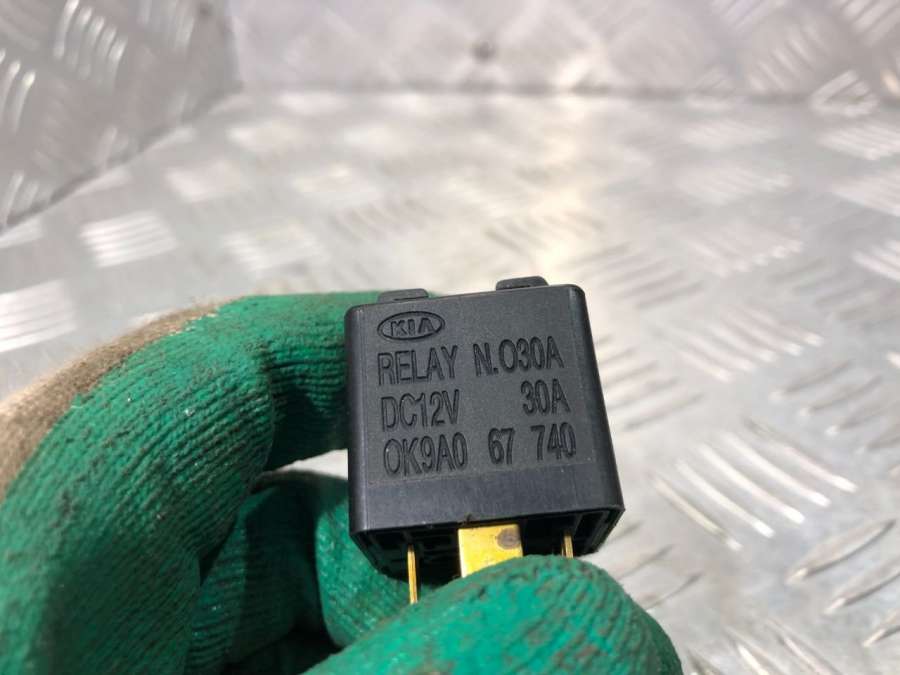 KIA
RELAY N.O30A
DC12V 30A
OK9A0 67 740